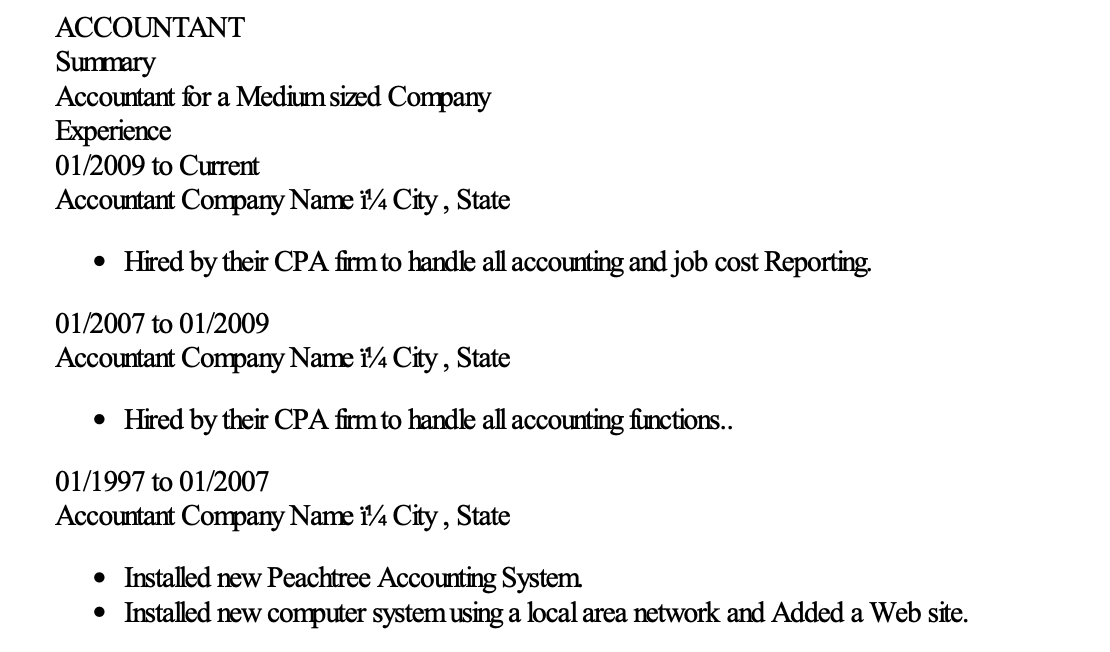 ACCOUNTANT
Summary
Accountant for a Medium sized Company
Experience
01/2009 to Current
Accountant Company Name ï¼ City , State
• Hired by their CPA firm to handle all accounting and job cost Reporting.
01/2007 to 01/2009
Accountant Company Name ï¼ City , State
• Hired by their CPA firm to handle all accounting functions..
01/1997 to 01/2007
Accountant Company Name ï¼ City , State
• Installed new Peachtree Accounting System.
• Installed new computer system using a local area network and Added a Web site.